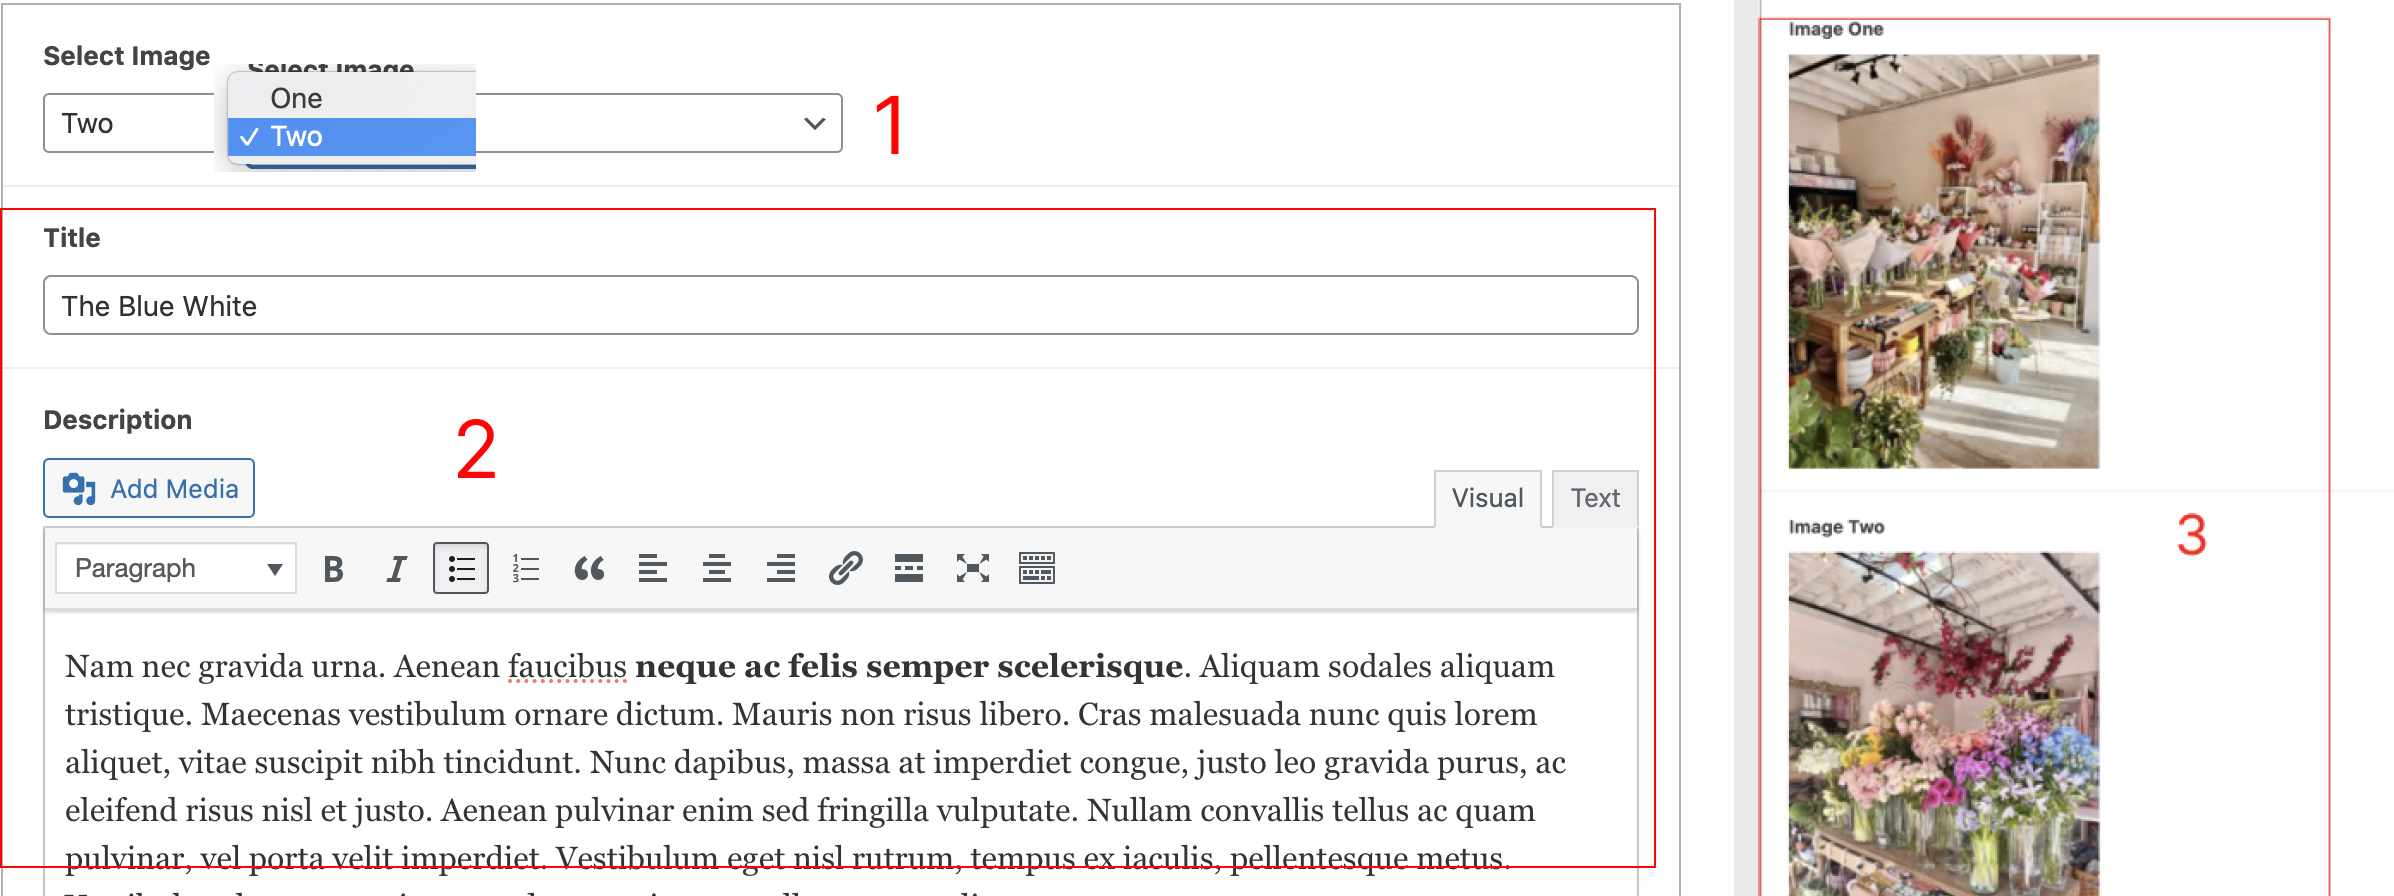 Select Image
Select Image
One
Two
✓ Two
1
Title
The Blue White
Description
2
Add Media
Visual
Text
Paragraph
B I
Nam nec gravida urna. Aenean faucibus neque ac felis semper scelerisque. Aliquam sodales aliquam
tristique. Maecenas vestibulum ornare dictum. Mauris non risus libero. Cras malesuada nunc quis lorem
aliquet, vitae suscipit nibh tincidunt. Nunc dapibus, massa at imperdiet congue, justo leo gravida purus, ac
eleifend risus nisl et justo. Aenean pulvinar enim sed fringilla vulputate. Nullam convallis tellus ac quam
pulvinar, vel porta velit imperdiet. Vestibulum eget nisl rutrum, tempus ex iaculis, pellentesque metus.
Image One
Image Two
3